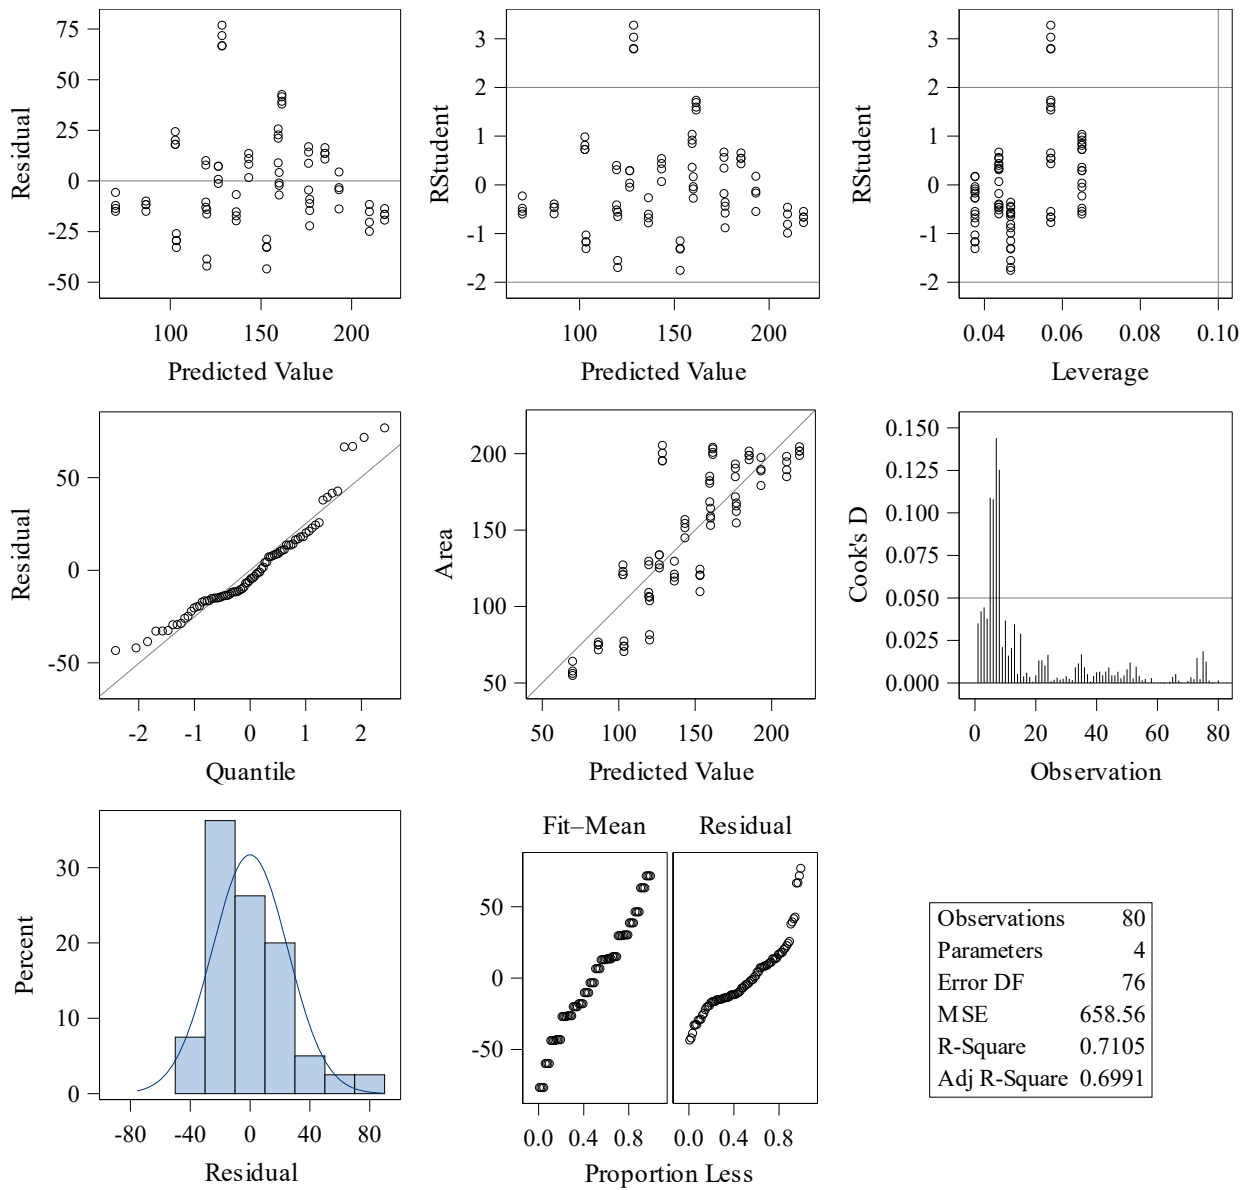 75
50
25
0
-25
-50
Residual
100 150 200
Predicted Value
3
2
1
0
-1
-2
RStudent
100 150 200
Predicted Value
3
2
1
0
-1
-2
RStudent
0.04 0.06 0.08 0.10
Leverage
50
0
-50
Residual
-2 -1 0 1 2
Quantile
200
150
100
50
Area
50 100 150 200
Predicted Value
0.150
0.125
0.100
0.075
0.050
0.025
0.000
Cook's D
0 20 40 60 80
Observation
30
20
10
0
Percent
-80 -40 0 40 80
Residual
Fit–Mean Residual
50
0
-50
0.0 0.4 0.8 0.0 0.4 0.8
Proportion Less
Observations 80
Parameters 4
Error DF 76
MSE 658.56
R-Square 0.7105
Adj R-Square 0.6991